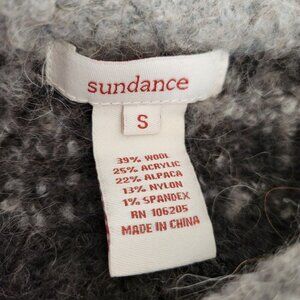 sundance
S
39% WOOL
25% ACRYLIC
22% ALPACA
13% NYLON
1% SPANDEX
RN 106205
MADE IN CHINA